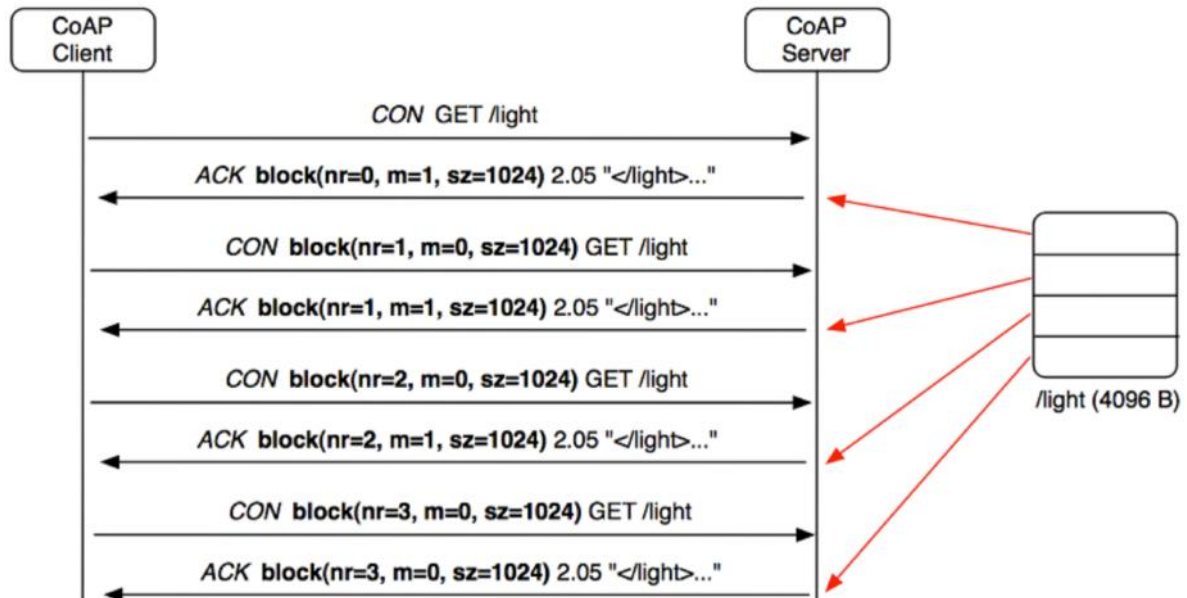 CoAP
Client
CoAP
Server
CON GET /light
ACK block(nr=0, m=1, sz=1024) 2.05 "</light>..."
CON block(nr=1, m=0, sz=1024) GET /light
ACK block(nr=1, m=1, sz=1024) 2.05 "</light>..."
CON block(nr=2, m=0, sz=1024) GET /light
/light (4096 B)
ACK block(nr=2, m=1, sz=1024) 2.05 "</light>..."
CON block(nr=3, m=0, sz=1024) GET /light
ACK block(nr=3, m=0, sz=1024) 2.05 "</light>..."